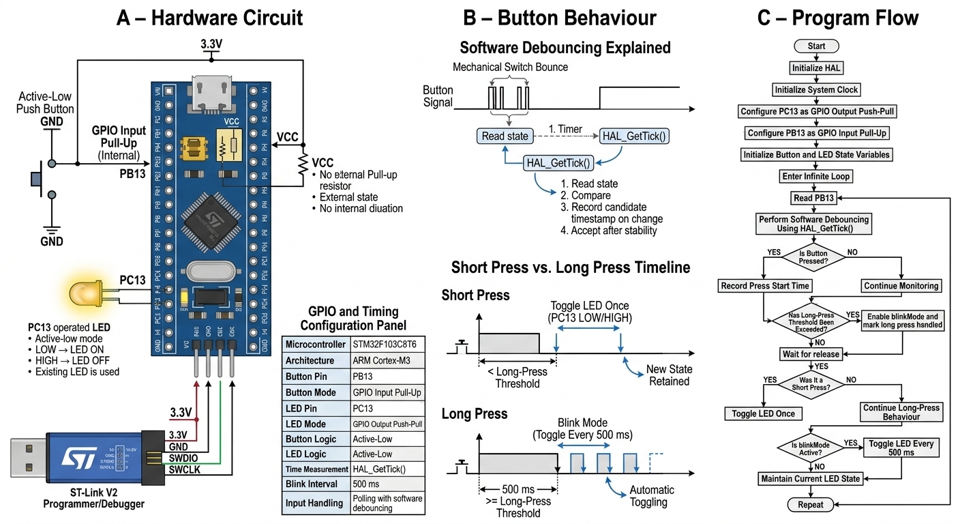 A – Hardware Circuit
3.3V
Active-Low
Push Button
GND
GPIO Input
Pull-Up
(Internal)
PB13
GND
VCC
VCC
VCC
• No external Pull-up
resistor
• External state
• No internal diuation
ST
PC13
PC13 operated LED
• Active-low mode
• LOW → LED ON
• HIGH → LED OFF
• Existing LED is used
3.3V
3.3V
GND
SWDIO
SWCLK
ST
ST-Link V2
Programmer/Debugger
GPIO and Timing
Configuration Panel
Microcontroller STM32F103C8T6
Architecture ARM Cortex-M3
Button Pin PB13
Button Mode GPIO Input Pull-Up
LED Pin PC13
LED Mode GPIO Output Push-Pull
Button Logic Active-Low
LED Logic Active-Low
Time Measurement HAL_GetTick()
Blink Interval 500 ms
Input Handling Polling with software
debouncing
B – Button Behaviour
Software Debouncing Explained
Mechanical Switch Bounce
Button
Signal
Read state
1. Timer
HAL_GetTick()
HAL_GetTick()
1. Read state
2. Compare
3. Record candidate
timestamp on change
4. Accept after stability
Short Press vs. Long Press Timeline
Short Press
Toggle LED Once
(PC13 LOW/HIGH)
< Long-Press
Threshold
New State
Retained
Long Press
Blink Mode
(Toggle Every 500 ms)
500 ms
>= Long-Press
Threshold
Automatic
Toggling
C – Program Flow
Start
Initialize HAL
Initialize System Clock
Configure PC13 as GPIO Output Push-Pull
Configure PB13 as GPIO Input Pull-Up
Initialize Button and LED State Variables
Enter Infinite Loop
Read PB13
Perform Software Debouncing
Using HAL_GetTick()
YES
Is Button
Pressed?
NO
Record Press Start Time
Continue Monitoring
Has Long-Press
Threshold Been
Exceeded?
YES
Enable blinkMode and
mark long press handled
NO
Wait for release
YES
Was It a
Short Press?
NO
Toggle LED Once
Continue Long-Press
Behaviour
Is blinkMode
Active?
YES
Toggle LED Every
500 ms
NO
Maintain Current LED State
Repeat